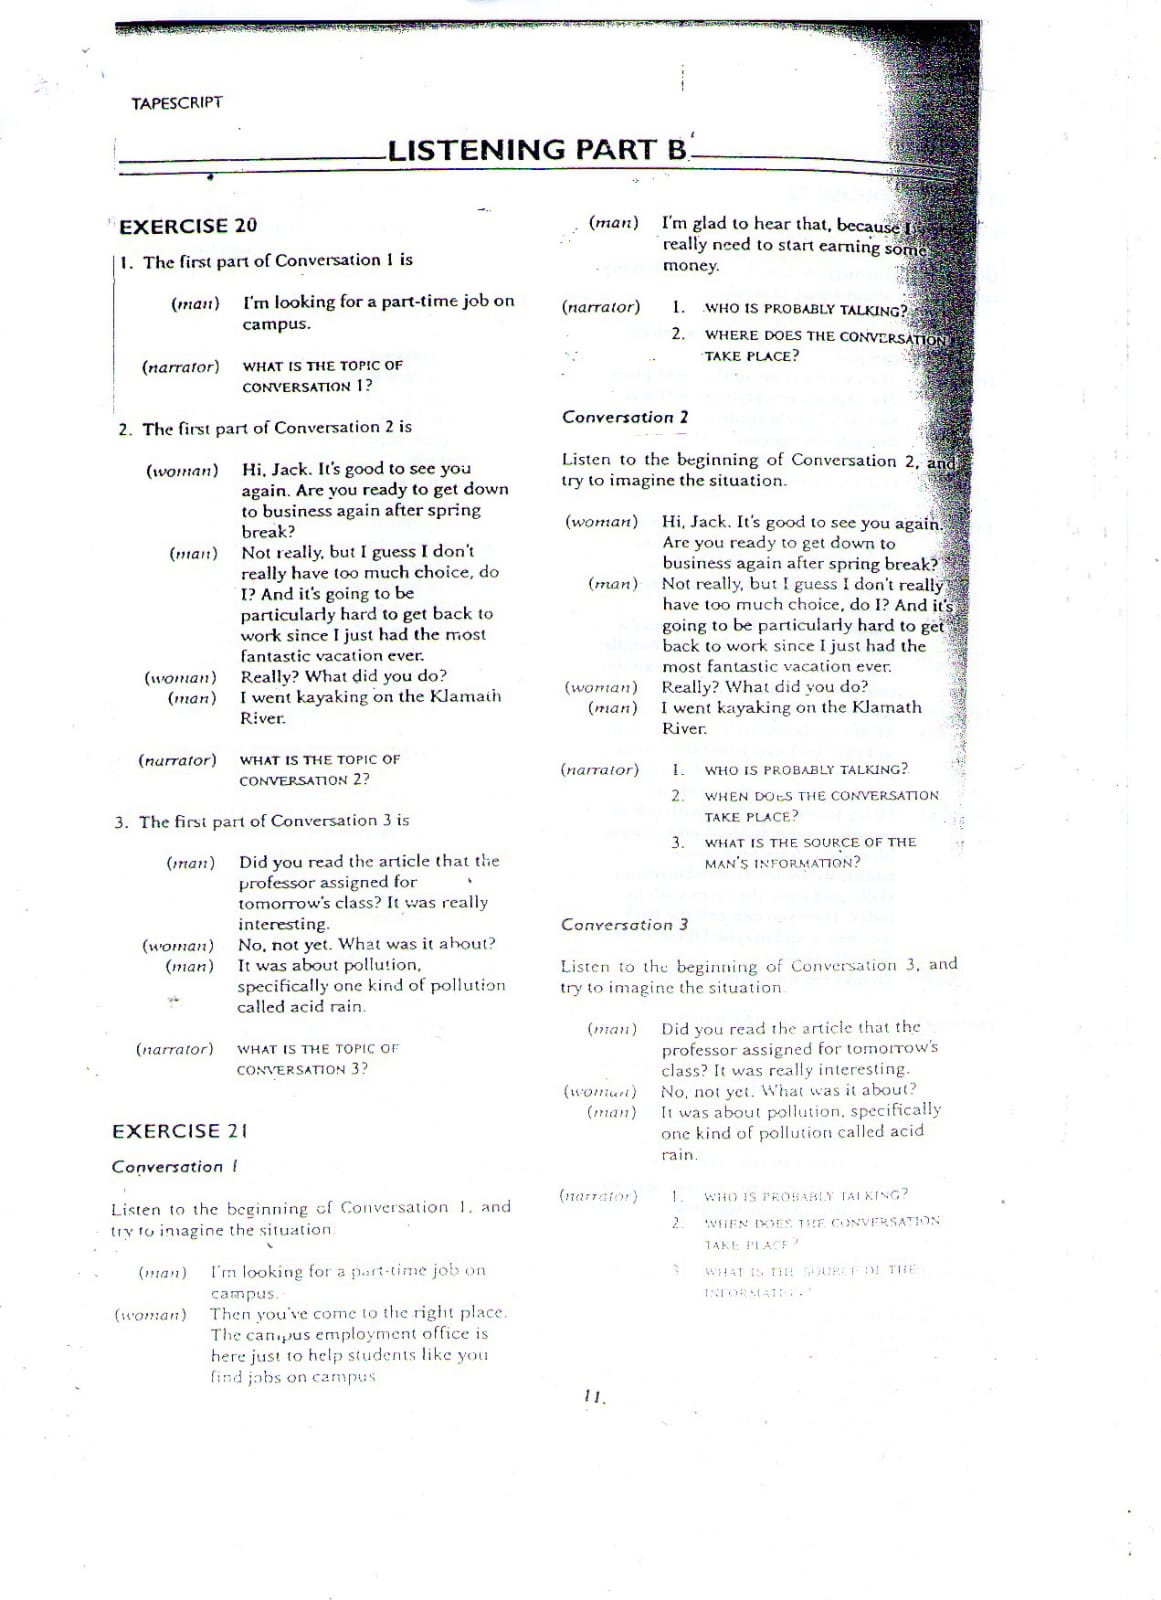 TAPESCRIPT
LISTENING PART B
EXERCISE 20
1. The first part of Conversation 1 is
(man) I'm looking for a part-time job on
campus.
(narrator) WHAT IS THE TOPIC OF
CONVERSATION 1?
2. The first part of Conversation 2 is
(woman) Hi, Jack. It's good to see you
again. Are you ready to get down
to business again after spring
break?
(man) Not really, but I guess I don't
really have too much choice, do
I? And it's going to be
particularly hard to get back to
work since I just had the most
fantastic vacation ever.
(woman) Really? What did you do?
(man) I went kayaking on the Klamath
River.
(narrator) WHAT IS THE TOPIC OF
CONVERSATION 2?
3. The first part of Conversation 3 is
(man) Did you read the article that the
professor assigned for
tomorrow's class? It was really
interesting.
(woman) No, not yet. What was it about?
(man) It was about pollution,
specifically one kind of pollution
called acid rain.
(narrator) WHAT IS THE TOPIC OF
CONVERSATION 3?
EXERCISE 21
Conversation 1
Listen to the beginning of Conversation 1, and
try to imagine the situation.
(man) I'm looking for a part-time job on
campus.
(woman) Then you've come to the right place.
The campus employment office is
here just to help students like you
find jobs on campus
(man) I'm glad to hear that, because I
really need to start earning some
money.
(narrator) 1. WHO IS PROBABLY TALKING?
2. WHERE DOES THE CONVERSATION
TAKE PLACE?
Conversation 2
Listen to the beginning of Conversation 2, and
try to imagine the situation.
(woman) Hi, Jack. It's good to see you again.
Are you ready to get down to
business again after spring break?
(man) Not really, but I guess I don't really
have too much choice, do I? And it's
going to be particularly hard to get
back to work since I just had the
most fantastic vacation ever.
(woman) Really? What did you do?
(man) I went kayaking on the Klamath
River.
(narrator) 1. WHO IS PROBABLY TALKING?
2. WHEN DOES THE CONVERSATION
TAKE PLACE?
3. WHAT IS THE SOURCE OF THE
MAN'S INFORMATION?
Conversation 3
Listen to the beginning of Conversation 3, and
try to imagine the situation.
(man) Did you read the article that the
professor assigned for tomorrow's
class? It was really interesting.
(woman) No, not yet. What was it about?
(man) It was about pollution, specifically
one kind of pollution called acid
rain.
(narrator) 1. WHO IS PROBABLY TALKING?
2. WHEN DOES THE CONVERSATION
TAKE PLACE?
3. WHAT IS THE SOURCE OF THE
INFORMATION?
11.